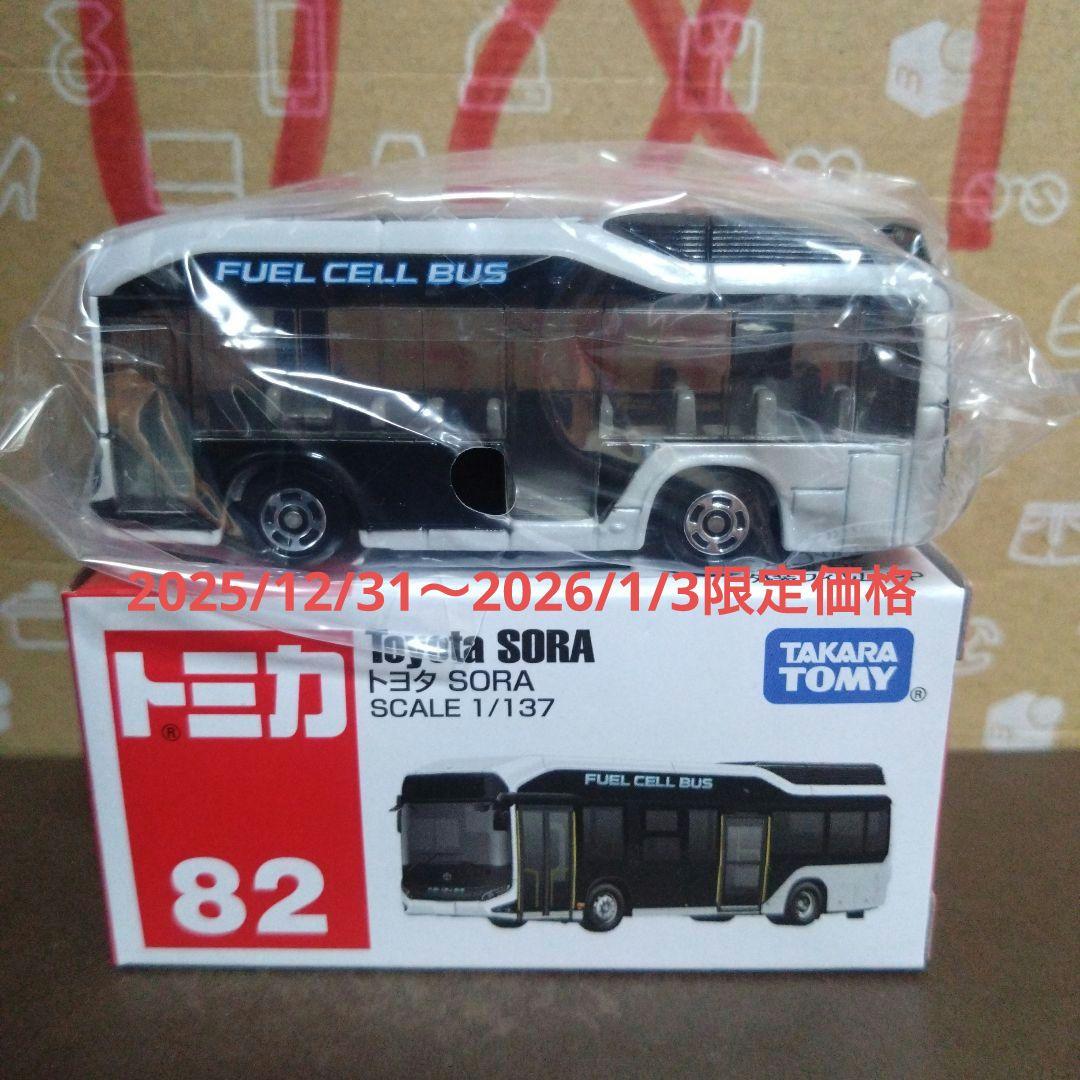 FUEL CELL BUS
2025/12/31～2026/1/3限定価格
トミカ®
Toyota SORA
トヨタ SORA
SCALE 1/137
TAKARA TOMY®
FUEL CELL BUS
82